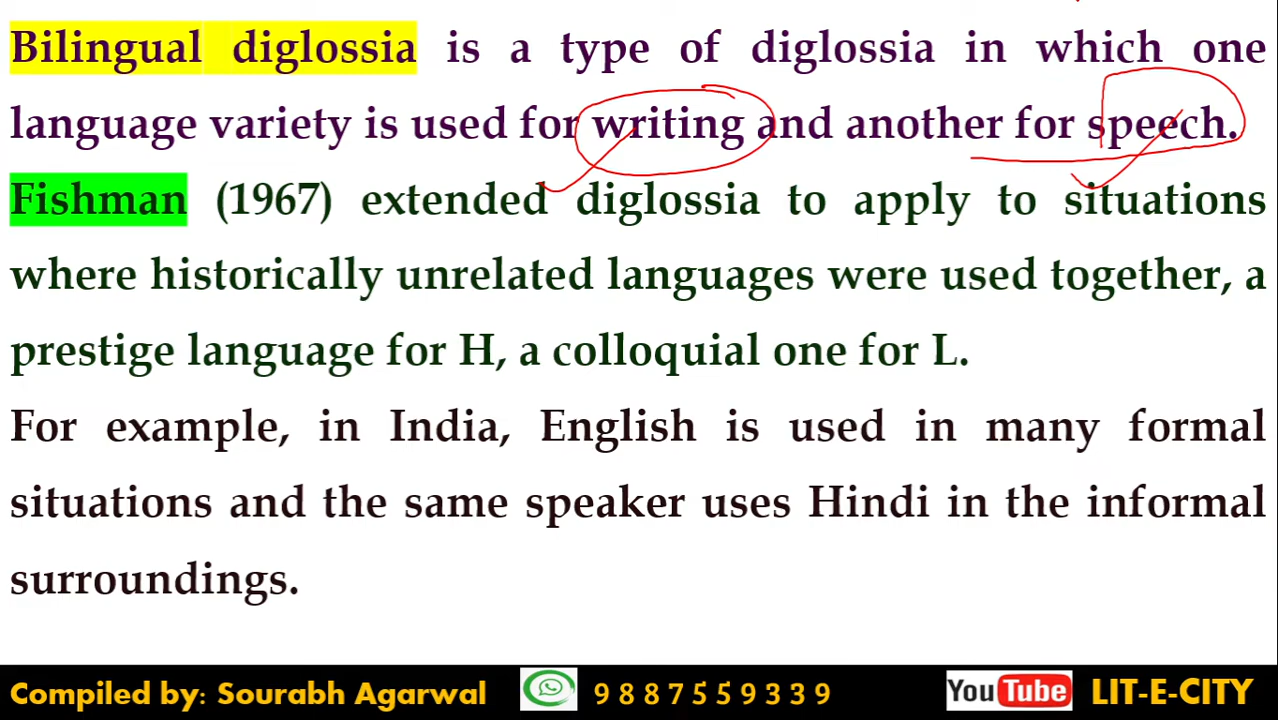 Bilingual diglossia is a type of diglossia in which one
language variety is used for writing and another for speech.
Fishman (1967) extended diglossia to apply to situations
where historically unrelated languages were used together, a
prestige language for H, a colloquial one for L.
For example, in India, English is used in many formal
situations and the same speaker uses Hindi in the informal
surroundings.
Compiled by: Sourabh Agarwal 9887559339 YouTube LIT-E-CITY